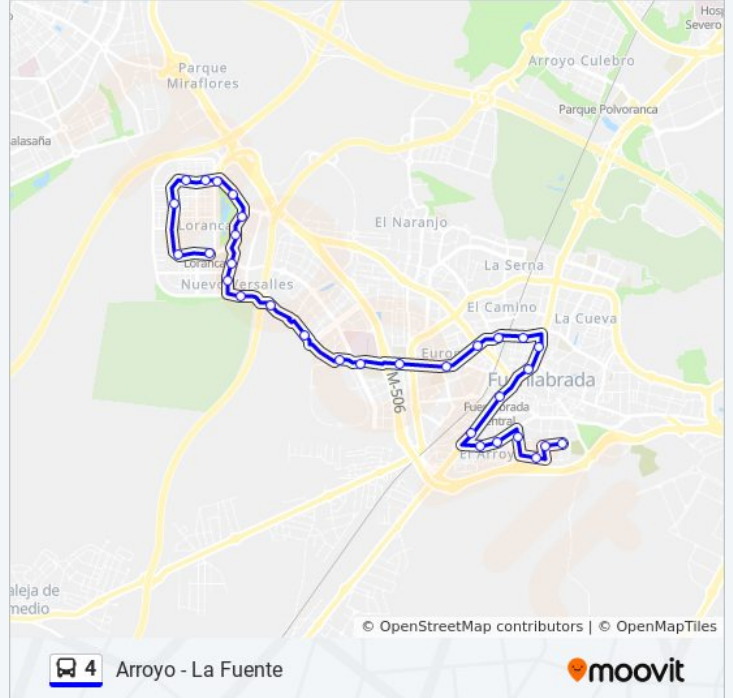 Hosp
Severo
Arroyo Culebro
Parque
Miraflores
Parque Polvoranca
alasaña
El Naranjo
Loranca
Loranca
La Serna
Nuevo Versalles
El Camino
La Cueva
Europa
Fuenlabrada
M-506
Fuenlabrada
Central
El Arroyo
aleja de
medio
© OpenStreetMap contributors | © OpenMapTiles
4 Arroyo - La Fuente
moovit